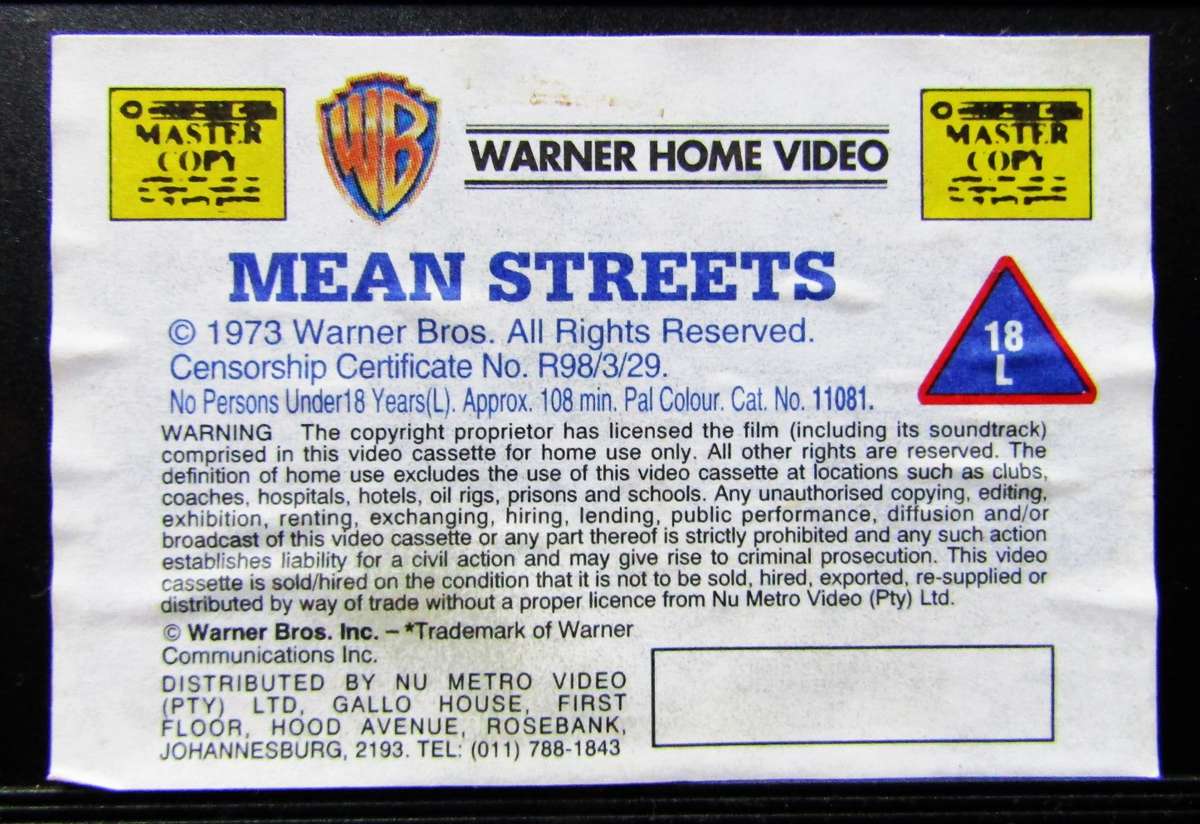 MASTER
COPY
WB
WARNER HOME VIDEO
MASTER
COPY
MEAN STREETS
© 1973 Warner Bros. All Rights Reserved.
Censorship Certificate No. R98/3/29.
No Persons Under18 Years(L). Approx. 108 min. Pal Colour. Cat. No. 11081.
18
L
WARNING The copyright proprietor has licensed the film (including its soundtrack)
comprised in this video cassette for home use only. All other rights are reserved. The
definition of home use excludes the use of this video cassette at locations such as clubs,
coaches, hospitals, hotels, oil rigs, prisons and schools. Any unauthorised copying, editing,
exhibition, renting, exchanging, hiring, lending, public performance, diffusion and/or
broadcast of this video cassette or any part thereof is strictly prohibited and any such action
establishes liability for a civil action and may give rise to criminal prosecution. This video
cassette is sold/hired on the condition that it is not to be sold, hired, exported, re-supplied or
distributed by way of trade without a proper licence from Nu Metro Video (Pty) Ltd.
© Warner Bros. Inc. – *Trademark of Warner
Communications Inc.
DISTRIBUTED BY NU METRO VIDEO
(PTY) LTD, GALLO HOUSE, FIRST
FLOOR, HOOD AVENUE, ROSEBANK,
JOHANNESBURG, 2193. TEL: (011) 788-1843